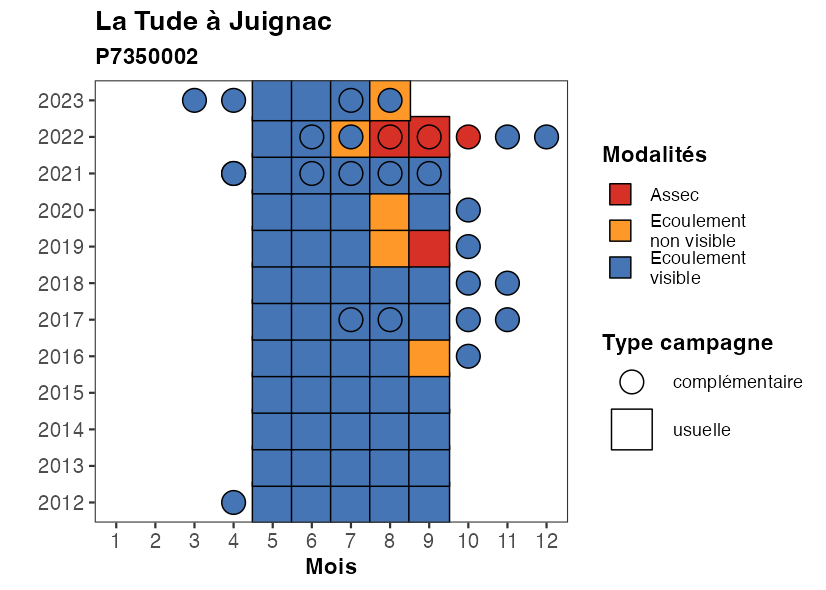 La Tude à Juignac
P7350002
2023
2022
2021
2020
2019
2018
2017
2016
2015
2014
2013
2012
1 2 3 4 5 6 7 8 9 10 11 12
Mois
Modalités
Assec
Ecoulement
non visible
Ecoulement
visible
Type campagne
complémentaire
usuelle